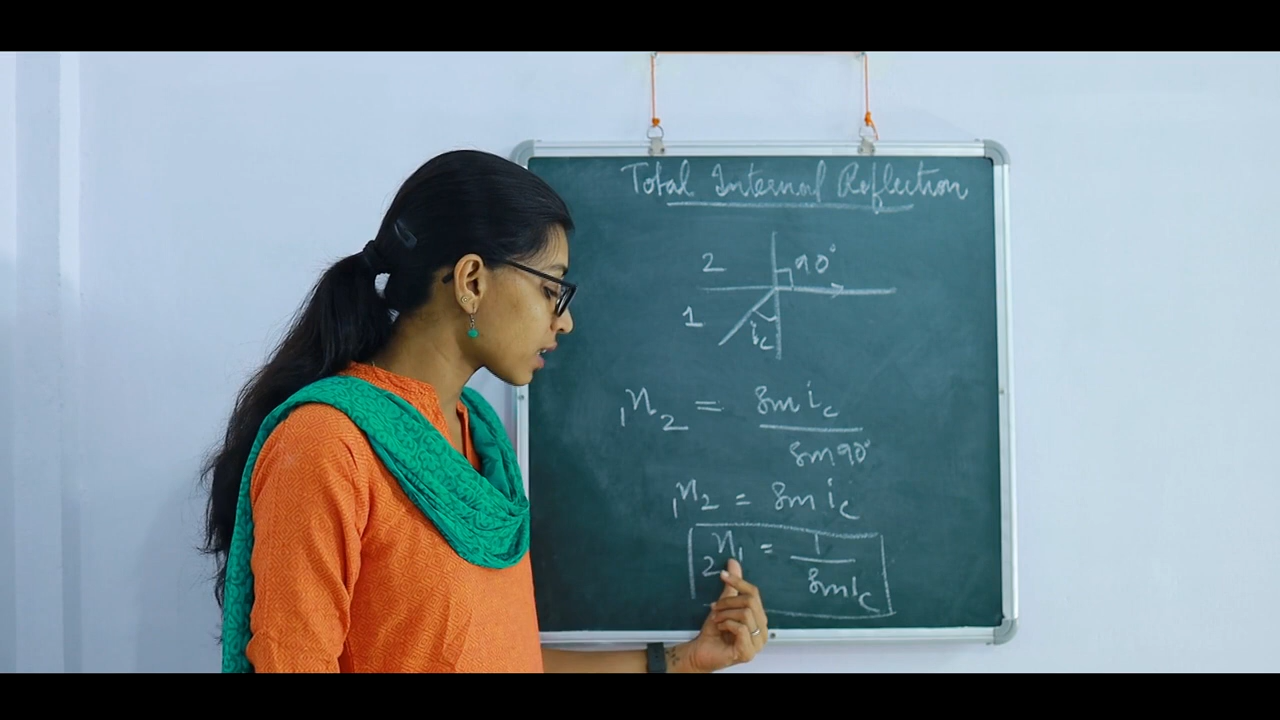 Total Internal Reflection
2 90°
1
ic
₁n₂ = sin ic / sin 90°
₁n₂ = sin ic
₂n₁ = 1 / sin ic